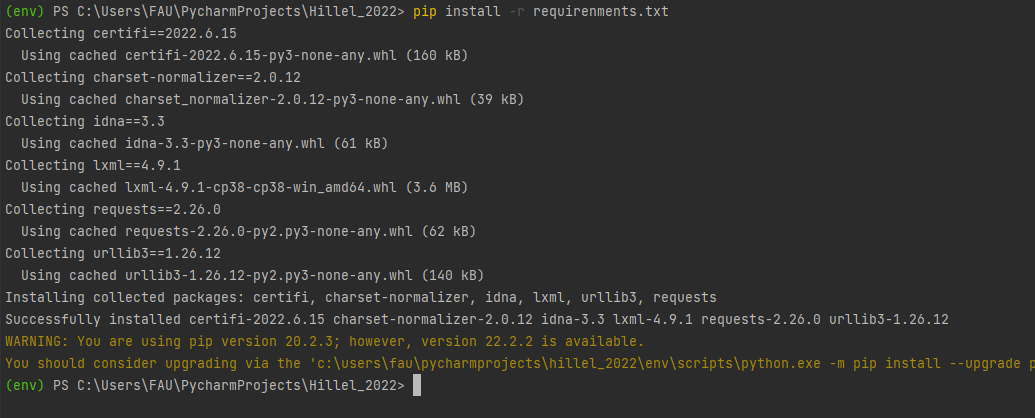 (env) PS C:\Users\FAU\PycharmProjects\Hillel_2022> pip install -r requirenments.txt
Collecting certifi==2022.6.15
  Using cached certifi-2022.6.15-py3-none-any.whl (160 kB)
Collecting charset-normalizer==2.0.12
  Using cached charset_normalizer-2.0.12-py3-none-any.whl (39 kB)
Collecting idna==3.3
  Using cached idna-3.3-py3-none-any.whl (61 kB)
Collecting lxml==4.9.1
  Using cached lxml-4.9.1-cp38-cp38-win_amd64.whl (3.6 MB)
Collecting requests==2.26.0
  Using cached requests-2.26.0-py2.py3-none-any.whl (62 kB)
Collecting urllib3==1.26.12
  Using cached urllib3-1.26.12-py2.py3-none-any.whl (140 kB)
Installing collected packages: certifi, charset-normalizer, idna, lxml, urllib3, requests
Successfully installed certifi-2022.6.15 charset-normalizer-2.0.12 idna-3.3 lxml-4.9.1 requests-2.26.0 urllib3-1.26.12
WARNING: You are using pip version 20.2.3; however, version 22.2.2 is available.
You should consider upgrading via the 'c:\users\fau\pycharmprojects\hillel_2022\env\scripts\python.exe -m pip install --upgrade p
(env) PS C:\Users\FAU\PycharmProjects\Hillel_2022>